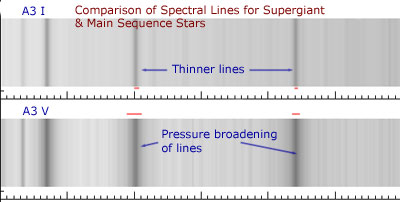 A3 I
Comparison of Spectral Lines for Supergiant
& Main Sequence Stars
Thinner lines
A3 V
Pressure broadening
of lines